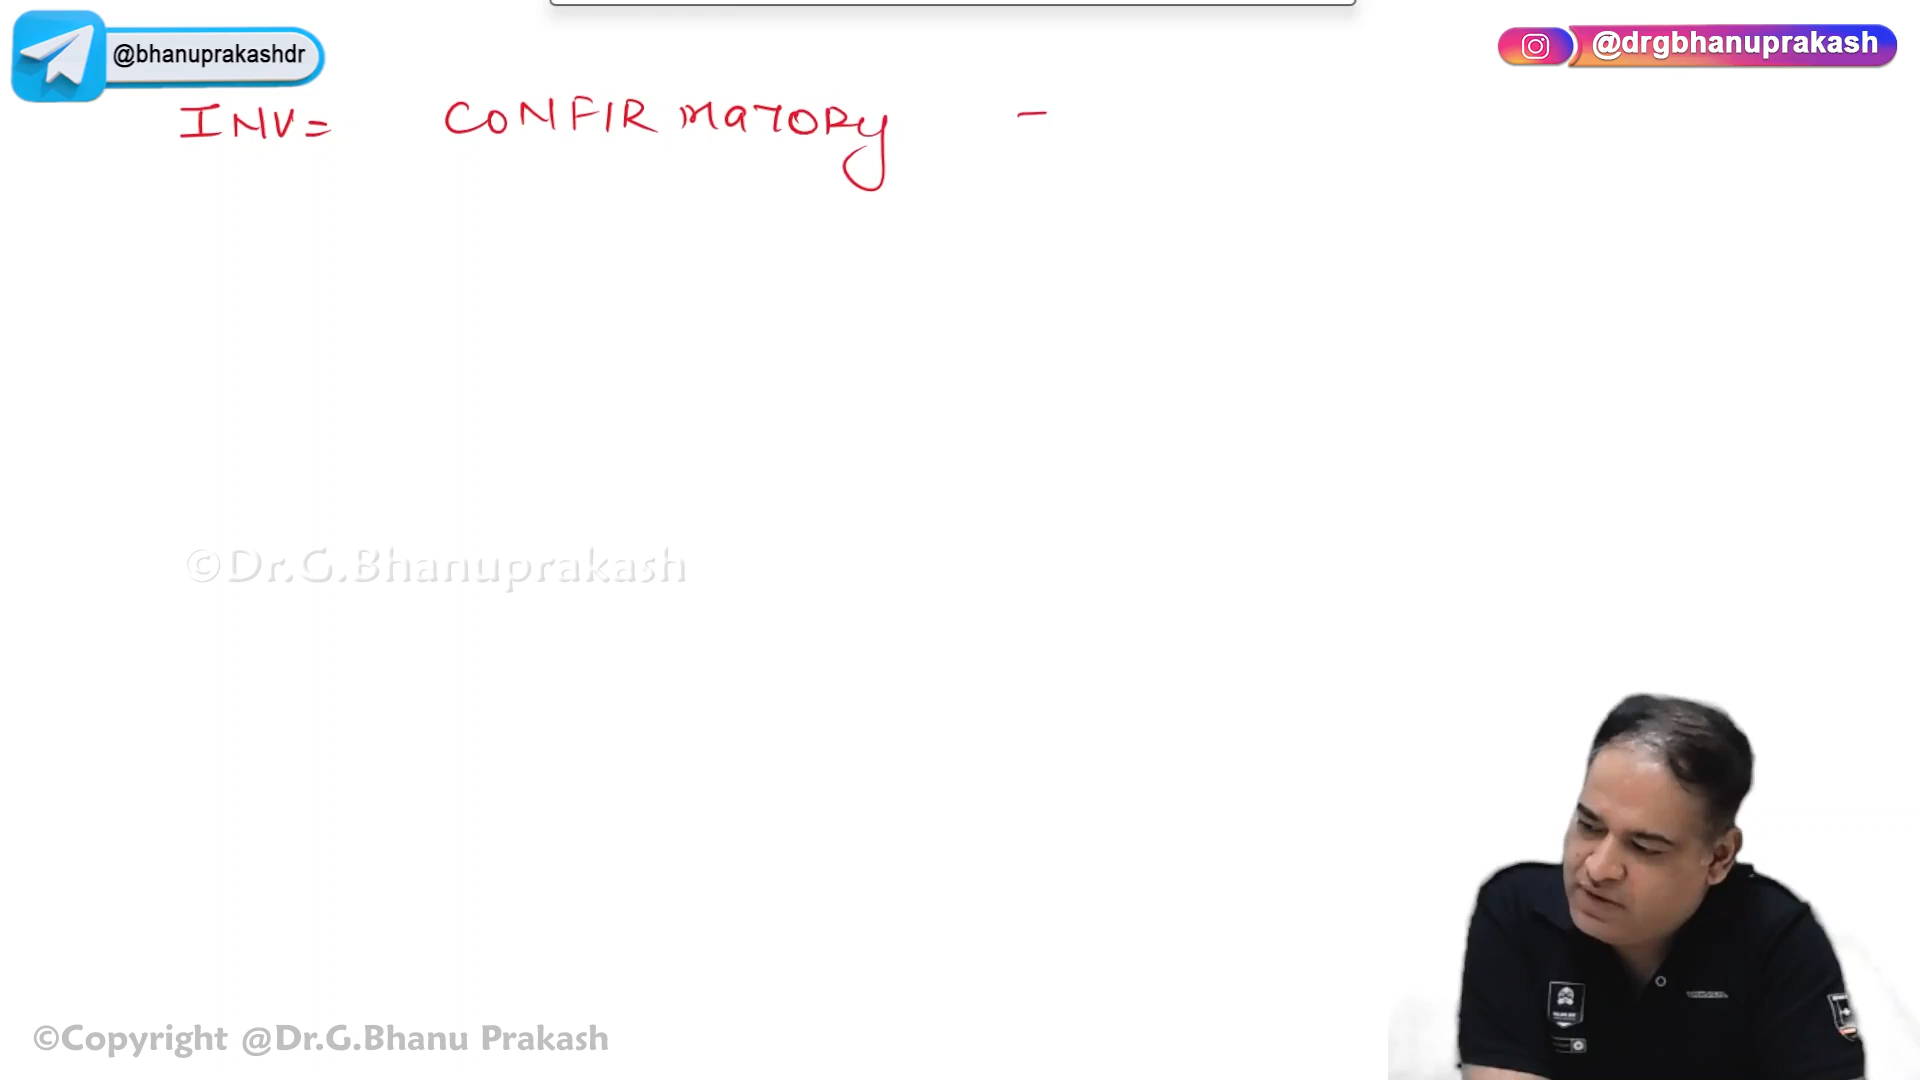 @bhanuprakashdr
@drgbhanuprakash
INV= CONFIRMATORY -
©Dr.G.Bhanuprakash
©Copyright @Dr.G.Bhanu Prakash